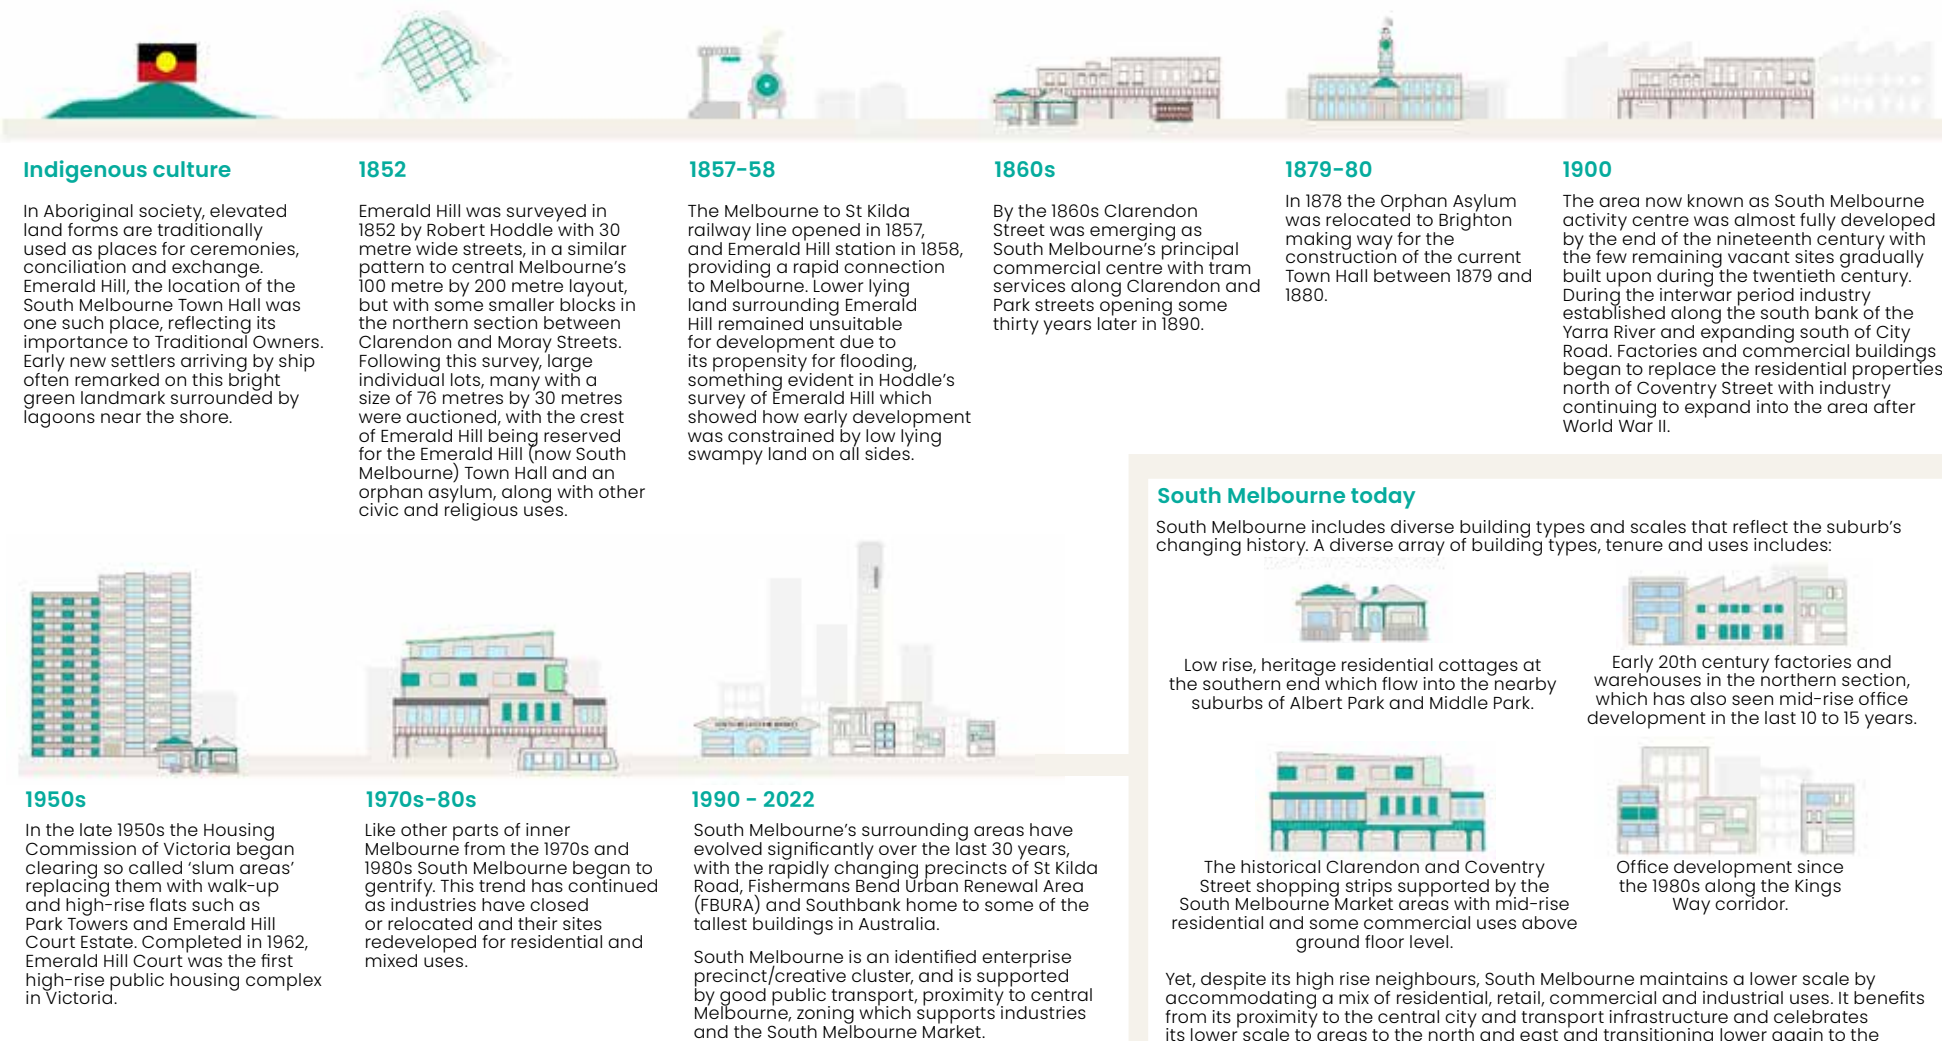 Indigenous culture
In Aboriginal society, elevated
land forms are traditionally
used as places for ceremonies,
conciliation and exchange.
Emerald Hill, the location of the
South Melbourne Town Hall was
one such place, reflecting its
importance to Traditional Owners.
Early new settlers arriving by ship
often remarked on this bright
green landmark surrounded by
lagoons near the shore.
1852
Emerald Hill was surveyed in
1852 by Robert Hoddle with 30
metre wide streets, in a similar
pattern to central Melbourne's
100 metre by 200 metre layout,
but with some smaller blocks in
the northern section between
Clarendon and Moray Streets.
Following this survey, large
individual lots, many with a
size of 76 metres by 30 metres
were auctioned, with the crest
of Emerald Hill being reserved
for the Emerald Hill (now South
Melbourne) Town Hall and an
orphan asylum, along with other
civic and religious uses.
1857-58
The Melbourne to St Kilda
railway line opened in 1857,
and Emerald Hill station in 1858,
providing a rapid connection
to Melbourne. Lower lying
land surrounding Emerald
Hill remained unsuitable
for development due to
its propensity for flooding,
something evident in Hoddle's
survey of Emerald Hill which
showed how early development
was constrained by low lying
swampy land on all sides.
1860s
By the 1860s Clarendon
Street was emerging as
South Melbourne's principal
commercial centre with tram
services along Clarendon and
Park streets opening some
thirty years later in 1890.
1879-80
In 1878 the Orphan Asylum
was relocated to Brighton
making way for the
construction of the current
Town Hall between 1879 and
1880.
1900
The area now known as South Melbourne
activity centre was almost fully developed
by the end of the nineteenth century with
the few remaining vacant sites gradually
built upon during the twentieth century.
During the interwar period industry
established along the south bank of the
Yarra River and expanding south of City
Road. Factories and commercial buildings
began to replace the residential properties
north of Coventry Street with industry
continuing to expand into the area after
World War II.
1950s
In the late 1950s the Housing
Commission of Victoria began
clearing so called 'slum areas'
replacing them with walk-up
and high-rise flats such as
Park Towers and Emerald Hill
Court Estate. Completed in 1962,
Emerald Hill Court was the first
high-rise public housing complex
in Victoria.
1970s-80s
Like other parts of inner
Melbourne from the 1970s and
1980s South Melbourne began to
gentrify. This trend has continued
as industries have closed
or relocated and their sites
redeveloped for residential and
mixed uses.
1990 - 2022
South Melbourne's surrounding areas have
evolved significantly over the last 30 years,
with the rapidly changing precincts of St Kilda
Road, Fishermans Bend Urban Renewal Area
(FBURA) and Southbank home to some of the
tallest buildings in Australia.
South Melbourne is an identified enterprise
precinct/creative cluster, and is supported
by good public transport, proximity to central
Melbourne, zoning which supports industries
and the South Melbourne Market.
South Melbourne today
South Melbourne includes diverse building types and scales that reflect the suburb's
changing history. A diverse array of building types, tenure and uses includes:
Low rise, heritage residential cottages at
the southern end which flow into the nearby
suburbs of Albert Park and Middle Park.
Early 20th century factories and
warehouses in the northern section,
which has also seen mid-rise office
development in the last 10 to 15 years.
The historical Clarendon and Coventry
Street shopping strips supported by the
South Melbourne Market areas with mid-rise
residential and some commercial uses above
ground floor level.
Office development since
the 1980s along the Kings
Way corridor.
Yet, despite its high rise neighbours, South Melbourne maintains a lower scale by
accommodating a mix of residential, retail, commercial and industrial uses. It benefits
from its proximity to the central city and transport infrastructure and celebrates
its lower scale to areas to the north and east and transitioning lower again to the